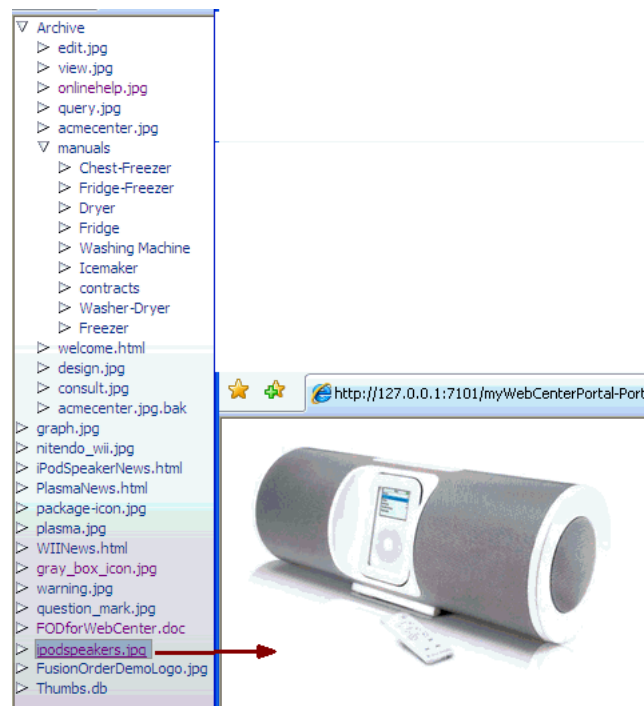 Archive
edit.jpg
view.jpg
onlinehelp.jpg
query.jpg
acmecenter.jpg
manuals
Chest-Freezer
Fridge-Freezer
Dryer
Fridge
Washing Machine
Icemaker
contracts
Washer-Dryer
Freezer
welcome.html
design.jpg
consult.jpg
acmecenter.jpg.bak
graph.jpg
nitendo_wii.jpg
iPodSpeakerNews.html
PlasmaNews.html
package-icon.jpg
plasma.jpg
WIINews.html
gray_box_icon.jpg
warning.jpg
question_mark.jpg
FODforWebCenter.doc
ipodspeakers.jpg
FusionOrderDemoLogo.jpg
Thumbs.db
http://127.0.0.1:7101/myWebCenterPortal-Port